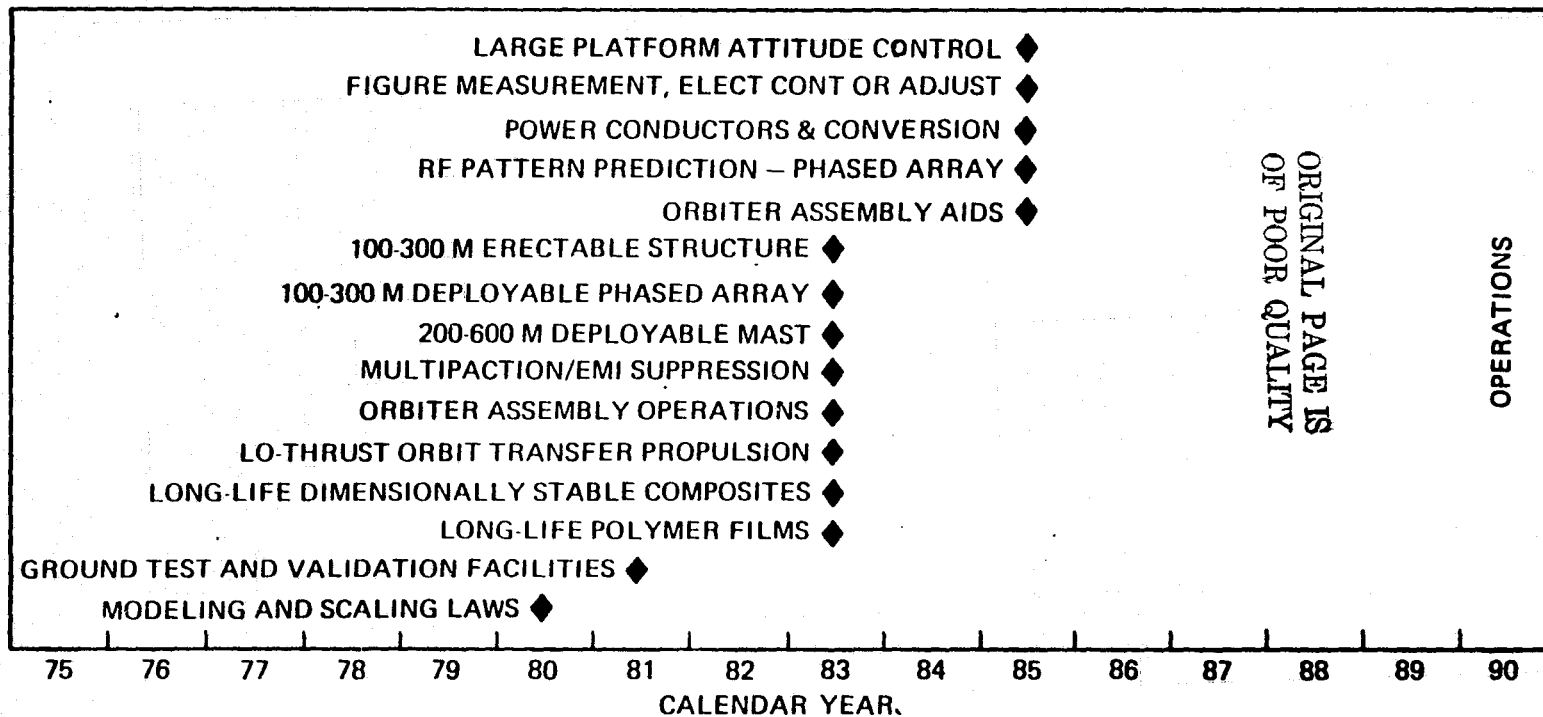 LARGE PLATFORM ATTITUDE CONTROL
FIGURE MEASUREMENT, ELECT CONT OR ADJUST
POWER CONDUCTORS & CONVERSION
RF PATTERN PREDICTION – PHASED ARRAY
ORBITER ASSEMBLY AIDS
100-300 M ERECTABLE STRUCTURE
100-300 M DEPLOYABLE PHASED ARRAY
200-600 M DEPLOYABLE MAST
MULTIPACTION/EMI SUPPRESSION
ORBITER ASSEMBLY OPERATIONS
LO-THRUST ORBIT TRANSFER PROPULSION
LONG-LIFE DIMENSIONALLY STABLE COMPOSITES
LONG-LIFE POLYMER FILMS
GROUND TEST AND VALIDATION FACILITIES
MODELING AND SCALING LAWS
ORIGINAL PAGE IS
OF POOR QUALITY
OPERATIONS
75 76 77 78 79 80 81 82 83 84 85 86 87 88 89 90
CALENDAR YEAR